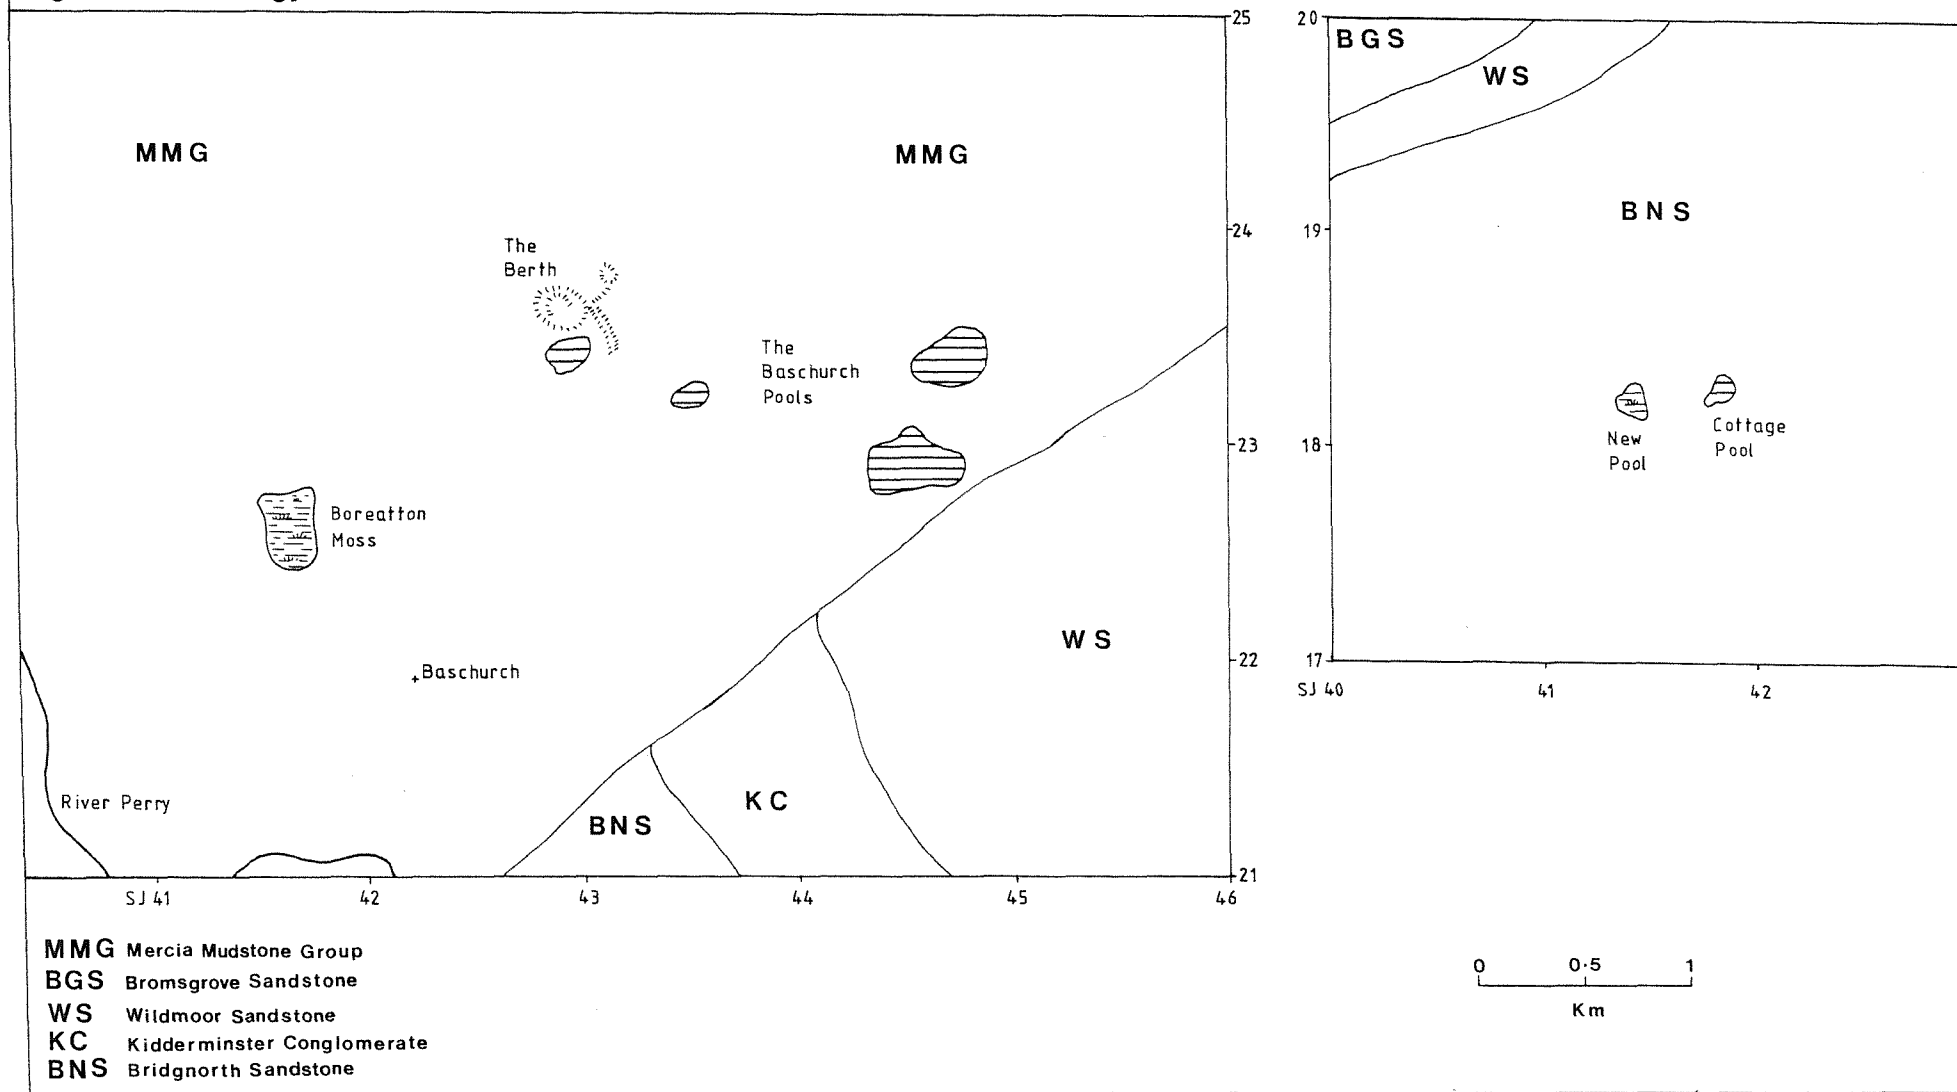 25
MMG
MMG
24
The
Berth
The
Baschurch
Pools
23
Boreatton
Moss
WS
22
Baschurch
River Perry
KC
BNS
21
SJ 41
42
43
44
45
46
20
BGS
WS
BNS
19
18
New
Pool
Cottage
Pool
17
SJ 40
41
42
MMG Mercia Mudstone Group
BGS Bromsgrove Sandstone
WS Wildmoor Sandstone
KC Kidderminster Conglomerate
BNS Bridgnorth Sandstone
0 0·5 1
Km